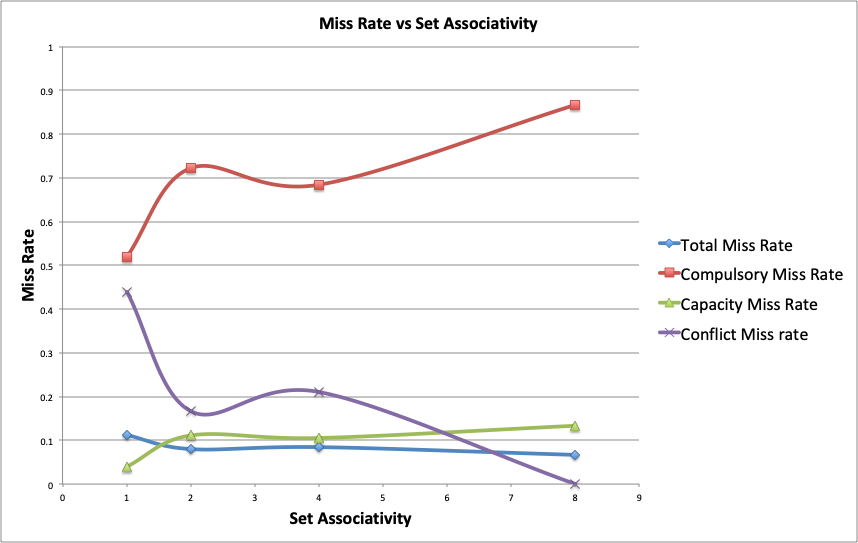 Miss Rate vs Set Associativity
1
0.9
0.8
0.7
0.6
0.5
0.4
0.3
0.2
0.1
0
Miss Rate
0 1 2 3 4 5 6 7 8 9
Set Associativity
Total Miss Rate
Compulsory Miss Rate
Capacity Miss Rate
Conflict Miss rate